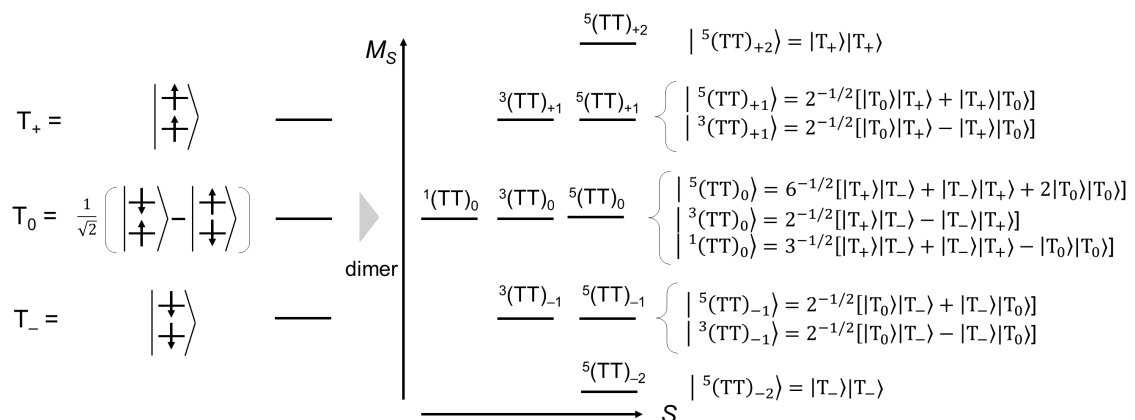 M_S
⁵(TT)₊₂ | ⁵(TT)₊₂⟩ = |T₊⟩|T₊⟩
T₊ =
³(TT)₊₁ ⁵(TT)₊₁
| ⁵(TT)₊₁⟩ = 2^{-1/2}[|T₀⟩|T₊⟩ + |T₊⟩|T₀⟩]
| ³(TT)₊₁⟩ = 2^{-1/2}[|T₀⟩|T₊⟩ − |T₊⟩|T₀⟩]
T₀ = 1/√2 ( |↓↑⟩ − |↑↓⟩ )
dimer
¹(TT)₀ ³(TT)₀ ⁵(TT)₀
| ⁵(TT)₀⟩ = 6^{-1/2}[|T₊⟩|T₋⟩ + |T₋⟩|T₊⟩ + 2|T₀⟩|T₀⟩]
| ³(TT)₀⟩ = 2^{-1/2}[|T₊⟩|T₋⟩ − |T₋⟩|T₊⟩]
| ¹(TT)₀⟩ = 3^{-1/2}[|T₊⟩|T₋⟩ + |T₋⟩|T₊⟩ − |T₀⟩|T₀⟩]
T₋ =
³(TT)₋₁ ⁵(TT)₋₁
| ⁵(TT)₋₁⟩ = 2^{-1/2}[|T₀⟩|T₋⟩ + |T₋⟩|T₀⟩]
| ³(TT)₋₁⟩ = 2^{-1/2}[|T₀⟩|T₋⟩ − |T₋⟩|T₀⟩]
⁵(TT)₋₂ | ⁵(TT)₋₂⟩ = |T₋⟩|T₋⟩
S